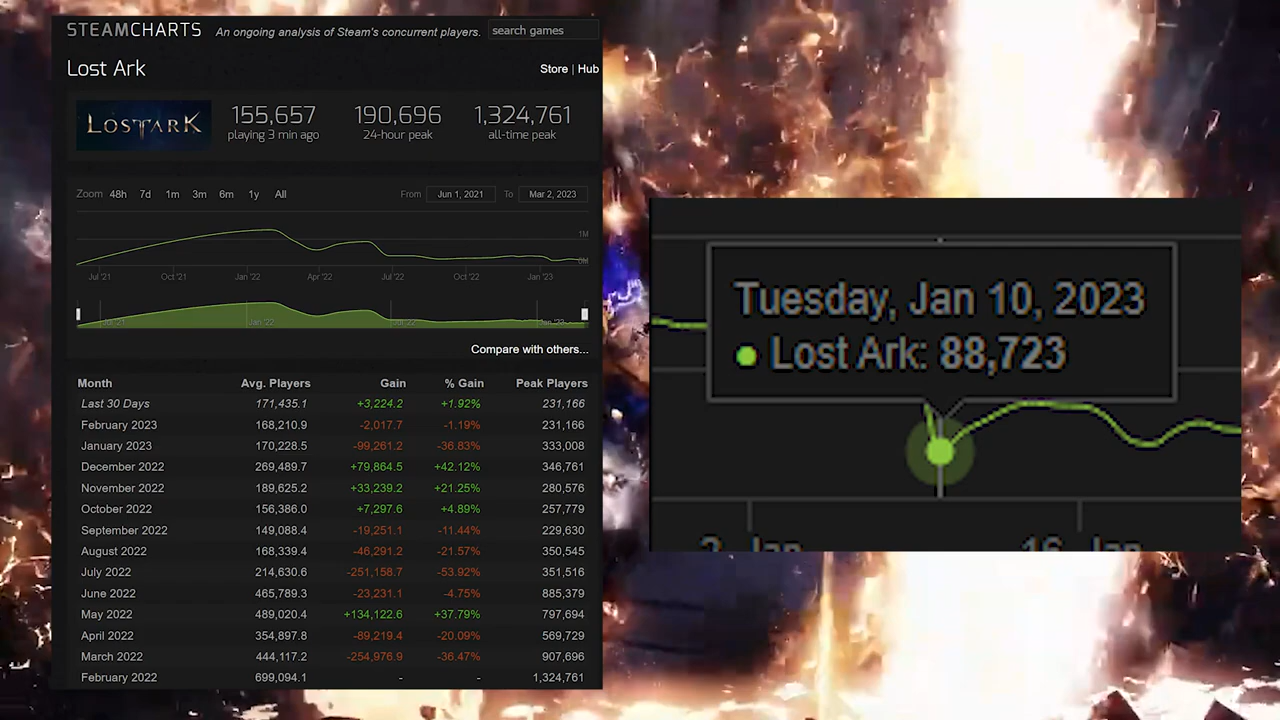 STEAMCHARTS An ongoing analysis of Steam's concurrent players. search games
Lost Ark
Store | Hub
LOSTARK
155,657 190,696 1,324,761
playing 3 min ago 24-hour peak all-time peak
Zoom 48h 7d 1m 3m 6m 1y All From Jun 1, 2021 To Mar 2, 2023
1M
0M
Jul '21 Oct '21 Jan '22 Apr '22 Jul '22 Oct '22 Jan '23
Jul '21 Jan '22 Jul '22 Jan '23
Compare with others...
Month Avg. Players Gain % Gain Peak Players
Last 30 Days 171,435.1 +3,224.2 +1.92% 231,166
February 2023 168,210.9 -2,017.7 -1.19% 231,166
January 2023 170,228.5 -99,261.2 -36.83% 333,008
December 2022 269,489.7 +79,864.5 +42.12% 346,761
November 2022 189,625.2 +33,239.2 +21.25% 280,576
October 2022 156,386.0 +7,297.6 +4.89% 257,779
September 2022 149,088.4 -19,251.1 -11.44% 229,630
August 2022 168,339.4 -46,291.2 -21.57% 350,545
July 2022 214,630.6 -251,158.7 -53.92% 351,516
June 2022 465,789.3 -23,231.1 -4.75% 885,379
May 2022 489,020.4 +134,122.6 +37.79% 797,694
April 2022 354,897.8 -89,219.4 -20.09% 569,729
March 2022 444,117.2 -254,976.9 -36.47% 907,696
February 2022 699,094.1 - - 1,324,761
Tuesday, Jan 10, 2023
Lost Ark: 88,723
2. Jan 16. Jan